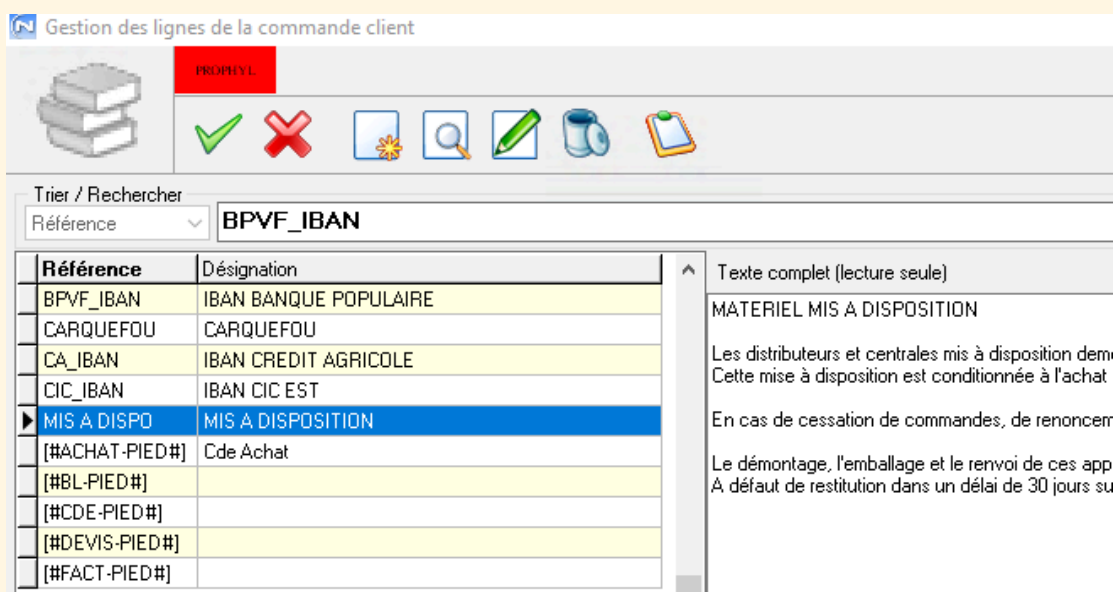 Gestion des lignes de la commande client
PROPHYL
Trier / Rechercher
Référence
BPVF_IBAN
Référence Désignation
BPVF_IBAN IBAN BANQUE POPULAIRE
CARQUEFOU CARQUEFOU
CA_IBAN IBAN CREDIT AGRICOLE
CIC_IBAN IBAN CIC EST
MIS A DISPO MIS A DISPOSITION
[#ACHAT-PIED#] Cde Achat
[#BL-PIED#]
[#CDE-PIED#]
[#DEVIS-PIED#]
[#FACT-PIED#]
Texte complet (lecture seule)
MATERIEL MIS A DISPOSITION
Les distributeurs et centrales mis à disposition
Cette mise à disposition est conditionnée à l'achat
En cas de cessation de commandes, de
Le démontage, l'emballage et le renvoi de ces
A défaut de restitution dans un délai de 30 jours